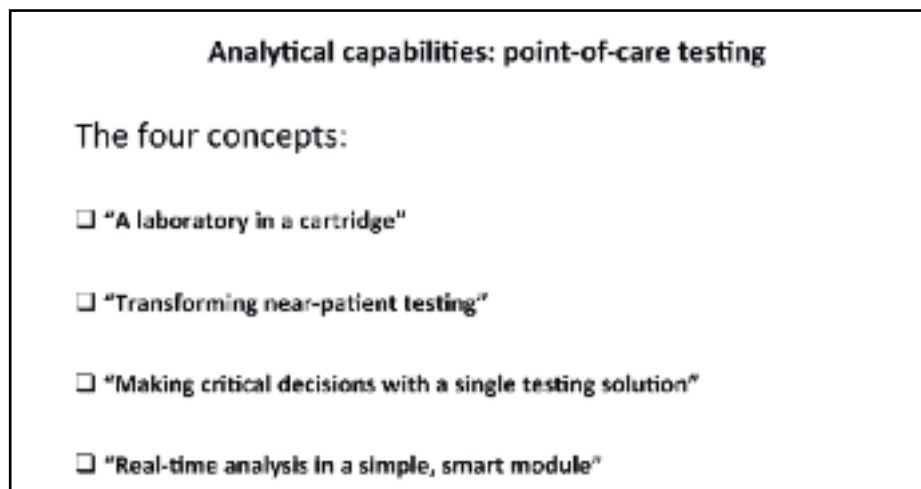 Analytical capabilities: point-of-care testing
The four concepts:
❑ “A laboratory in a cartridge”
❑ “Transforming near-patient testing”
❑ “Making critical decisions with a single testing solution”
❑ “Real-time analysis in a simple, smart module”